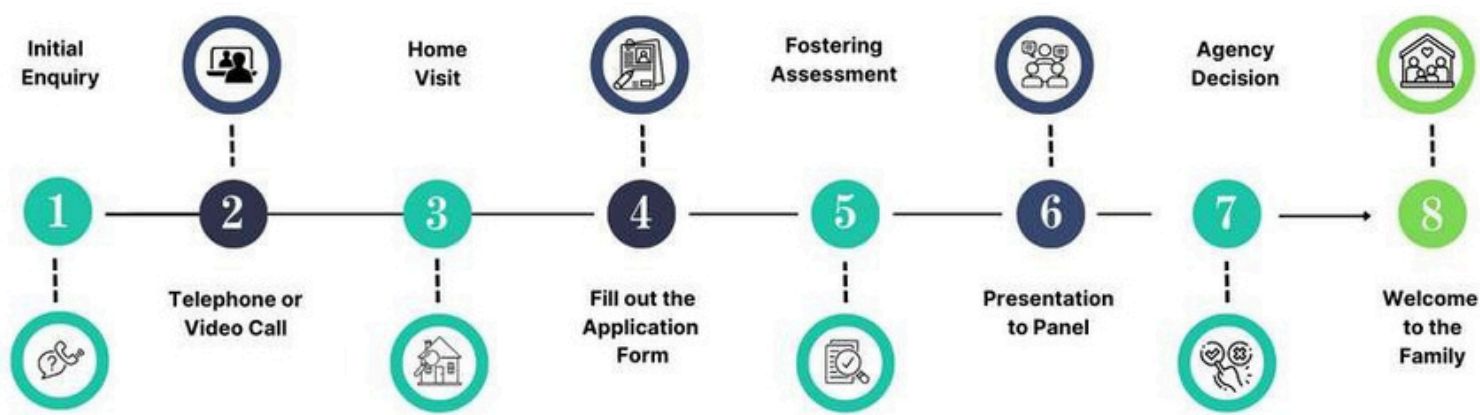 Initial
Enquiry
1
2
Telephone or
Video Call
Home
Visit
3
4
Fill out the
Application
Form
Fostering
Assessment
5
6
Presentation
to Panel
Agency
Decision
7
8
Welcome
to the
Family
?